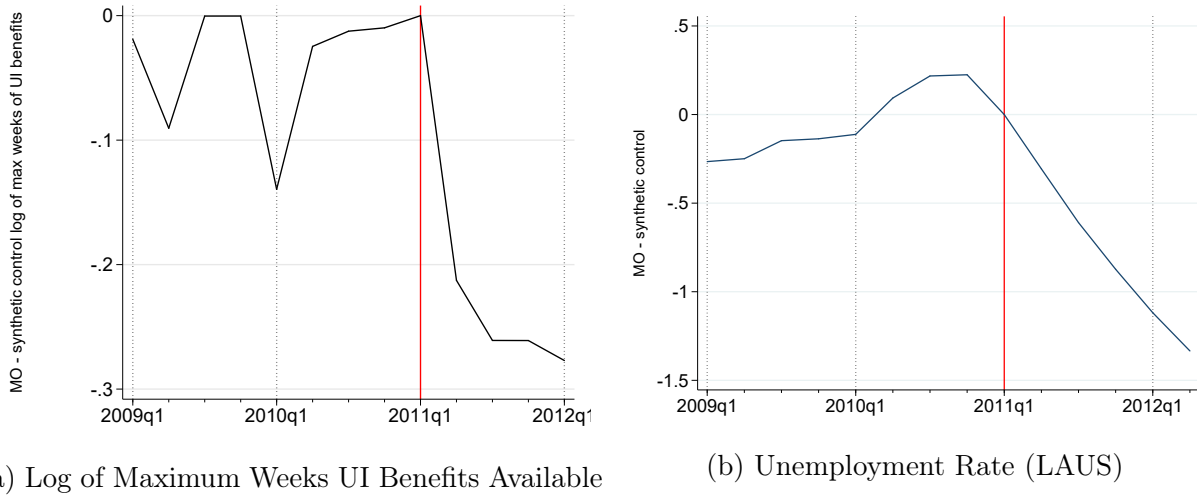 MO - synthetic control log of max weeks of UI benefits
0
-.1
-.2
-.3
2009q1 2010q1 2011q1 2012q1
a) Log of Maximum Weeks UI Benefits Available
MO - synthetic control
.5
0
-.5
-1
-1.5
2009q1 2010q1 2011q1 2012q1
(b) Unemployment Rate (LAUS)